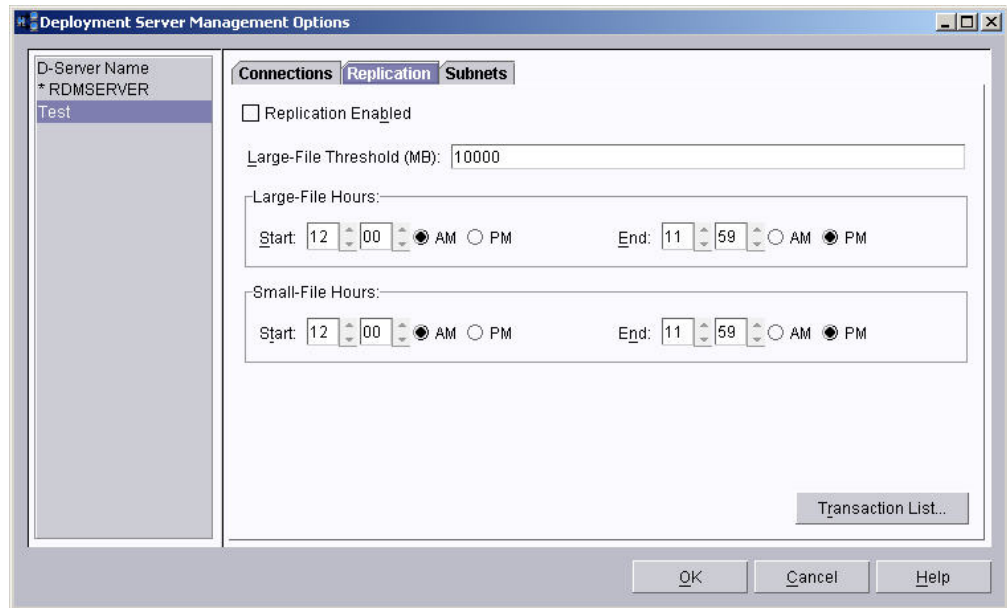 Deployment Server Management Options
D-Server Name
* RDMSERVER
Test
Connections Replication Subnets
Replication Enabled
Large-File Threshold (MB): 10000
Large-File Hours:
Start: 12 00 AM PM End: 11 59 AM PM
Small-File Hours:
Start: 12 00 AM PM End: 11 59 AM PM
Transaction List...
OK Cancel Help